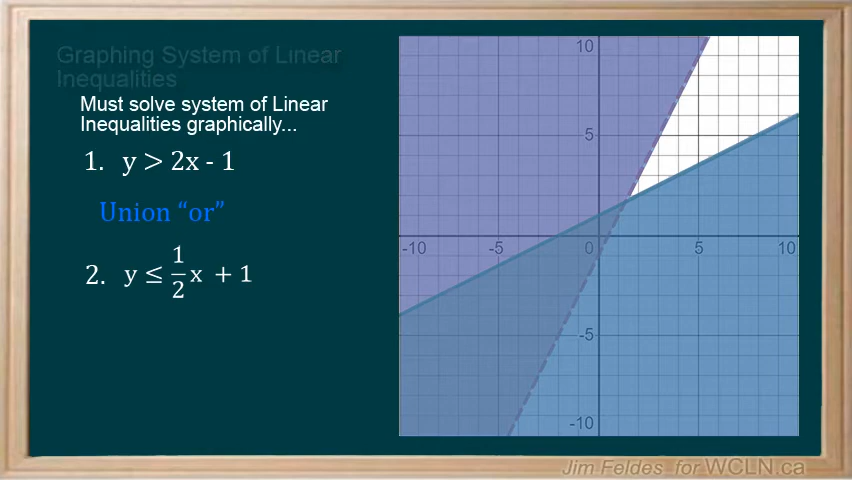 Graphing System of Linear
Inequalities
Must solve system of Linear
Inequalities graphically...
1. y > 2x - 1
Union “or”
2. y ≤ 1/2 x + 1
10
5
-10 -5 0 5 10
-5
-10
Jim Feldes for WCLN.ca